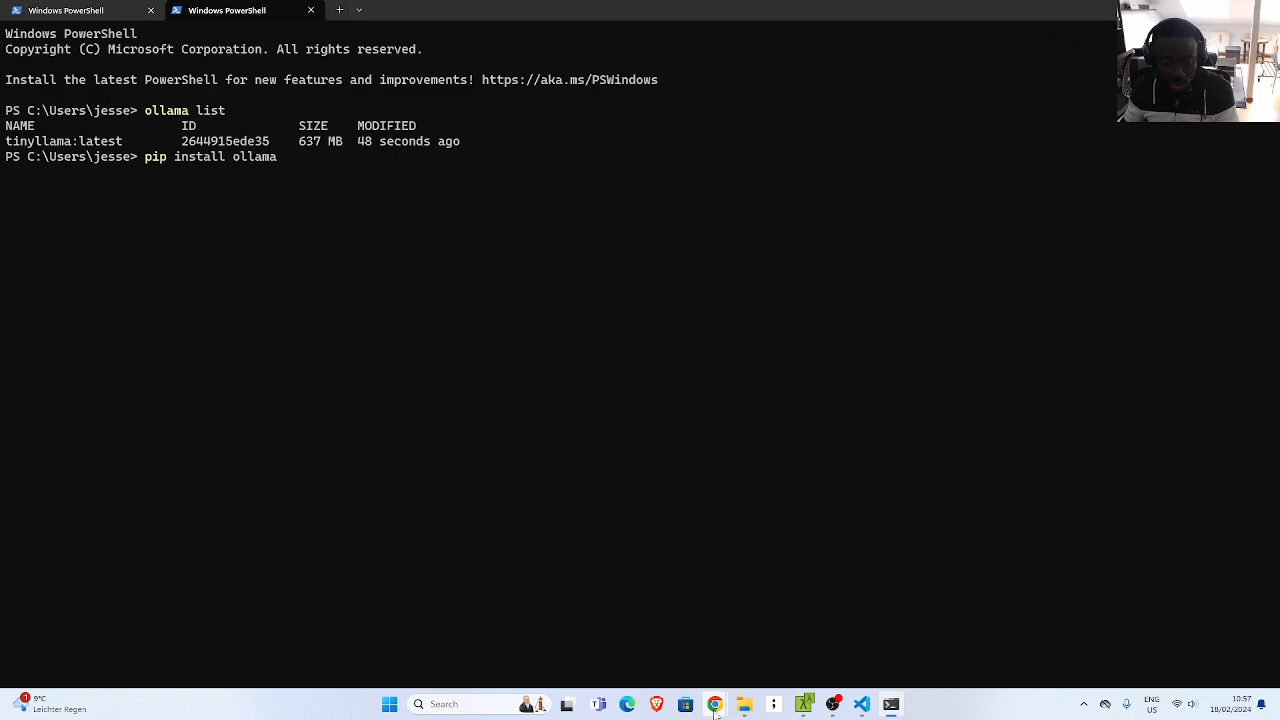 Windows PowerShell
Windows PowerShell
Windows PowerShell
Copyright (C) Microsoft Corporation. All rights reserved.
Install the latest PowerShell for new features and improvements! https://aka.ms/PSWindows
PS C:\Users\jesse> ollama list
NAME ID SIZE MODIFIED
tinyllama:latest 2644915ede35 637 MB 48 seconds ago
PS C:\Users\jesse> pip install ollama
1
9°C
Leichter Regen
Search
ENG
US
10:57
18/02/2024